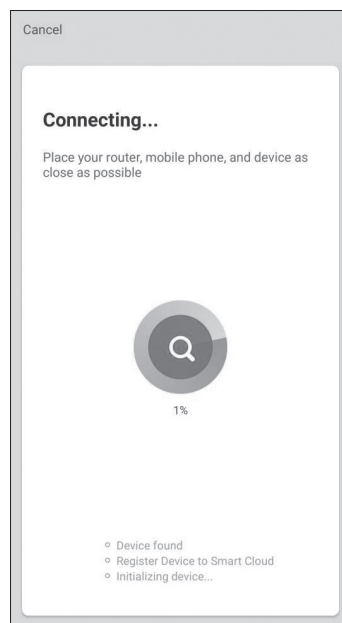 Cancel
Connecting...
Place your router, mobile phone, and device as
close as possible
1%
Device found
Register Device to Smart Cloud
Initializing device...